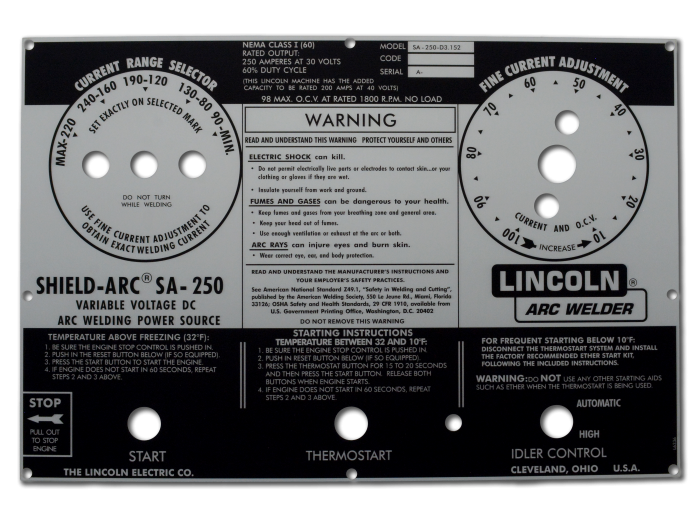 NEMA CLASS I (60)
RATED OUTPUT:
250 AMPERES AT 30 VOLTS
60% DUTY CYCLE
(THIS LINCOLN MACHINE HAS THE ADDED
CAPACITY TO BE RATED 200 AMPS AT 40 VOLTS)
98 MAX. O.C.V. AT RATED 1800 R.P.M. NO LOAD
MODEL SA-250-D3.152
CODE
SERIAL A-
CURRENT RANGE SELECTOR
MAX-220 240-160 190-120 130-80 90-MIN.
SET EXACTLY ON SELECTED MARK
DO NOT TURN
WHILE WELDING
USE FINE CURRENT ADJUSTMENT TO
OBTAIN EXACT WELDING CURRENT
SHIELD-ARC® SA-250
VARIABLE VOLTAGE DC
ARC WELDING POWER SOURCE
WARNING
READ AND UNDERSTAND THIS WARNING PROTECT YOURSELF AND OTHERS
ELECTRIC SHOCK can kill.
• Do not permit electrically live parts or electrodes to contact skin...or your
clothing or gloves if they are wet.
• Insulate yourself from work and ground.
FUMES AND GASES can be dangerous to your health.
• Keep fumes and gases from your breathing zone and general area.
• Keep your head out of fumes.
• Use enough ventilation or exhaust at the arc or both.
ARC RAYS can injure eyes and burn skin.
• Wear correct eye, ear, and body protection.
READ AND UNDERSTAND THE MANUFACTURER'S INSTRUCTIONS AND
YOUR EMPLOYER'S SAFETY PRACTICES.
See American National Standard Z49.1, "Safety in Welding and Cutting",
published by the American Welding Society, 550 Le Jeune Rd., Miami, Florida
33126; OSHA Safety and Health Standards, 29 CFR 1910, available from
U.S. Government Printing Office, Washington, D.C. 20402
DO NOT REMOVE THIS WARNING
FINE CURRENT ADJUSTMENT
100 90 80 70 60 50 40 30 20 10
CURRENT AND O.C.V.
INCREASE
LINCOLN®
ARC WELDER
TEMPERATURE ABOVE FREEZING (32°F):
1. BE SURE THE ENGINE STOP CONTROL IS PUSHED IN.
2. PUSH IN THE RESET BUTTON BELOW (IF SO EQUIPPED).
3. PRESS THE START BUTTON TO START THE ENGINE.
4. IF ENGINE DOES NOT START IN 60 SECONDS, REPEAT
STEPS 2 AND 3 ABOVE.
STARTING INSTRUCTIONS
TEMPERATURE BETWEEN 32 AND 10°F:
1. BE SURE THE ENGINE STOP CONTROL IS PUSHED IN
2. PUSH IN RESET BUTTON BELOW (IF SO EQUIPPED).
3. PRESS THE THERMOSTAT BUTTON FOR 15 TO 20 SECONDS
AND THEN PRESS THE START BUTTON. RELEASE BOTH
BUTTONS WHEN ENGINE STARTS.
4. IF ENGINE DOES NOT START IN 60 SECONDS, REPEAT
STEPS 2 AND 3 ABOVE.
FOR FREQUENT STARTING BELOW 10°F:
DISCONNECT THE THERMOSTART SYSTEM AND INSTALL
THE FACTORY RECOMMENDED ETHER START KIT,
FOLLOWING THE INCLUDED INSTRUCTIONS.
WARNING: DO NOT USE ANY OTHER STARTING AIDS
SUCH AS ETHER WHEN THE THERMOSTART IS BEING USED.
STOP
PULL OUT
TO STOP
ENGINE
AUTOMATIC
HIGH
START
THERMOSTART
IDLER CONTROL
THE LINCOLN ELECTRIC CO.
CLEVELAND, OHIO U.S.A.